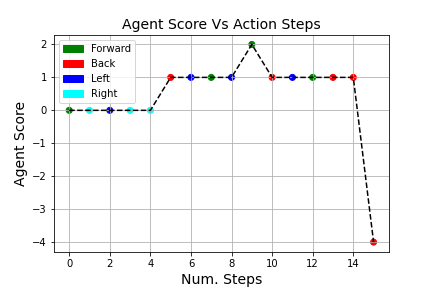 Agent Score Vs Action Steps
Forward
Back
Left
Right
2
1
0
−1
−2
−3
−4
Agent Score
0 2 4 6 8 10 12 14
Num. Steps